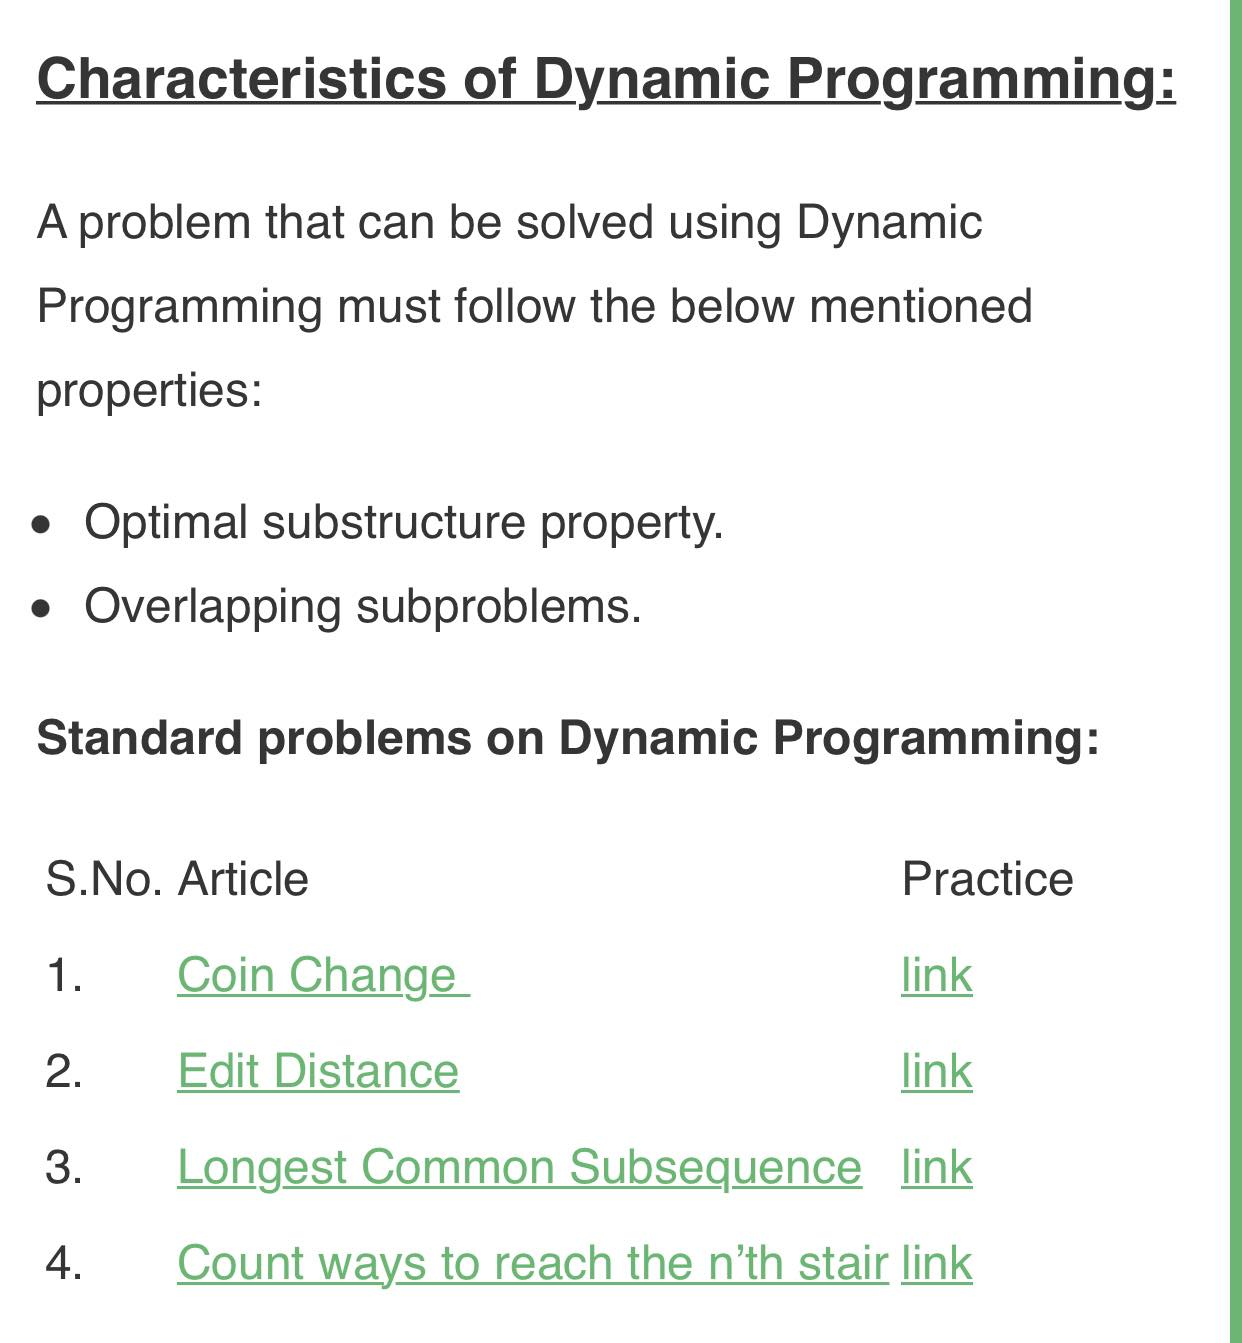 Characteristics of Dynamic Programming:
A problem that can be solved using Dynamic
Programming must follow the below mentioned
properties:
• Optimal substructure property.
• Overlapping subproblems.
Standard problems on Dynamic Programming:
S.No. Article Practice
1. Coin Change link
2. Edit Distance link
3. Longest Common Subsequence link
4. Count ways to reach the n’th stair link